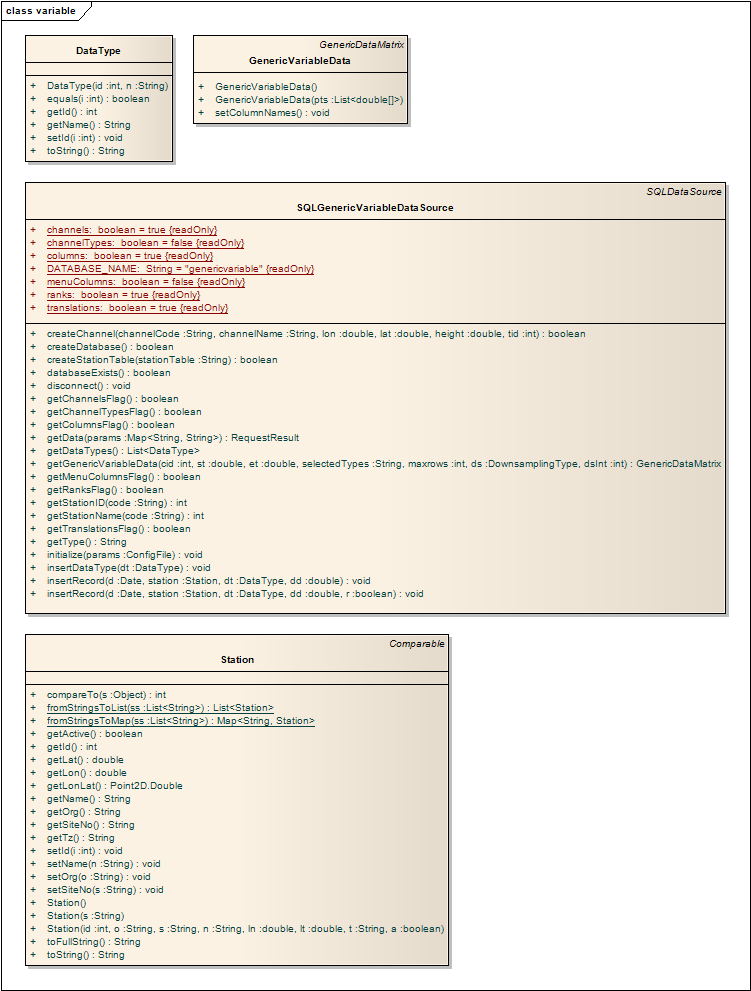 class variable
DataType
+ DataType(id :int, n :String)
+ equals(i :int) : boolean
+ getId() : int
+ getName() : String
+ setId(i :int) : void
+ toString() : String
GenericDataMatrix
GenericVariableData
+ GenericVariableData()
+ GenericVariableData(pts :List<double[]>)
+ setColumnNames() : void
SQLDataSource
SQLGenericVariableDataSource
+ channels: boolean = true {readOnly}
+ channelTypes: boolean = false {readOnly}
+ columns: boolean = true {readOnly}
+ DATABASE_NAME: String = "genericvariable" {readOnly}
+ menuColumns: boolean = false {readOnly}
+ ranks: boolean = true {readOnly}
+ translations: boolean = true {readOnly}
+ createChannel(channelCode :String, channelName :String, lon :double, lat :double, height :double, tid :int) : boolean
+ createDatabase() : boolean
+ createStationTable(stationTable :String) : boolean
+ databaseExists() : boolean
+ disconnect() : void
+ getChannelsFlag() : boolean
+ getChannelTypesFlag() : boolean
+ getColumnsFlag() : boolean
+ getData(params :Map<String, String>) : RequestResult
+ getDataTypes() : List<DataType>
+ getGenericVariableData(cid :int, st :double, et :double, selectedTypes :String, maxrows :int, ds :DownsamplingType, dsInt :int) : GenericDataMatrix
+ getMenuColumnsFlag() : boolean
+ getRanksFlag() : boolean
+ getStationID(code :String) : int
+ getStationName(code :String) : int
+ getTranslationsFlag() : boolean
+ getType() : String
+ initialize(params :ConfigFile) : void
+ insertDataType(dt :DataType) : void
+ insertRecord(d :Date, station :Station, dt :DataType, dd :double) : void
+ insertRecord(d :Date, station :Station, dt :DataType, dd :double, r :boolean) : void
Comparable
Station
+ compareTo(s :Object) : int
+ fromStringsToList(ss :List<String>) : List<Station>
+ fromStringsToMap(ss :List<String>) : Map<String, Station>
+ getActive() : boolean
+ getId() : int
+ getLat() : double
+ getLon() : double
+ getLonLat() : Point2D.Double
+ getName() : String
+ getOrg() : String
+ getSiteNo() : String
+ getTz() : String
+ setId(i :int) : void
+ setName(n :String) : void
+ setOrg(o :String) : void
+ setSiteNo(s :String) : void
+ Station()
+ Station(s :String)
+ Station(id :int, o :String, s :String, n :String, ln :double, lt :double, t :String, a :boolean)
+ toFullString() : String
+ toString() : String